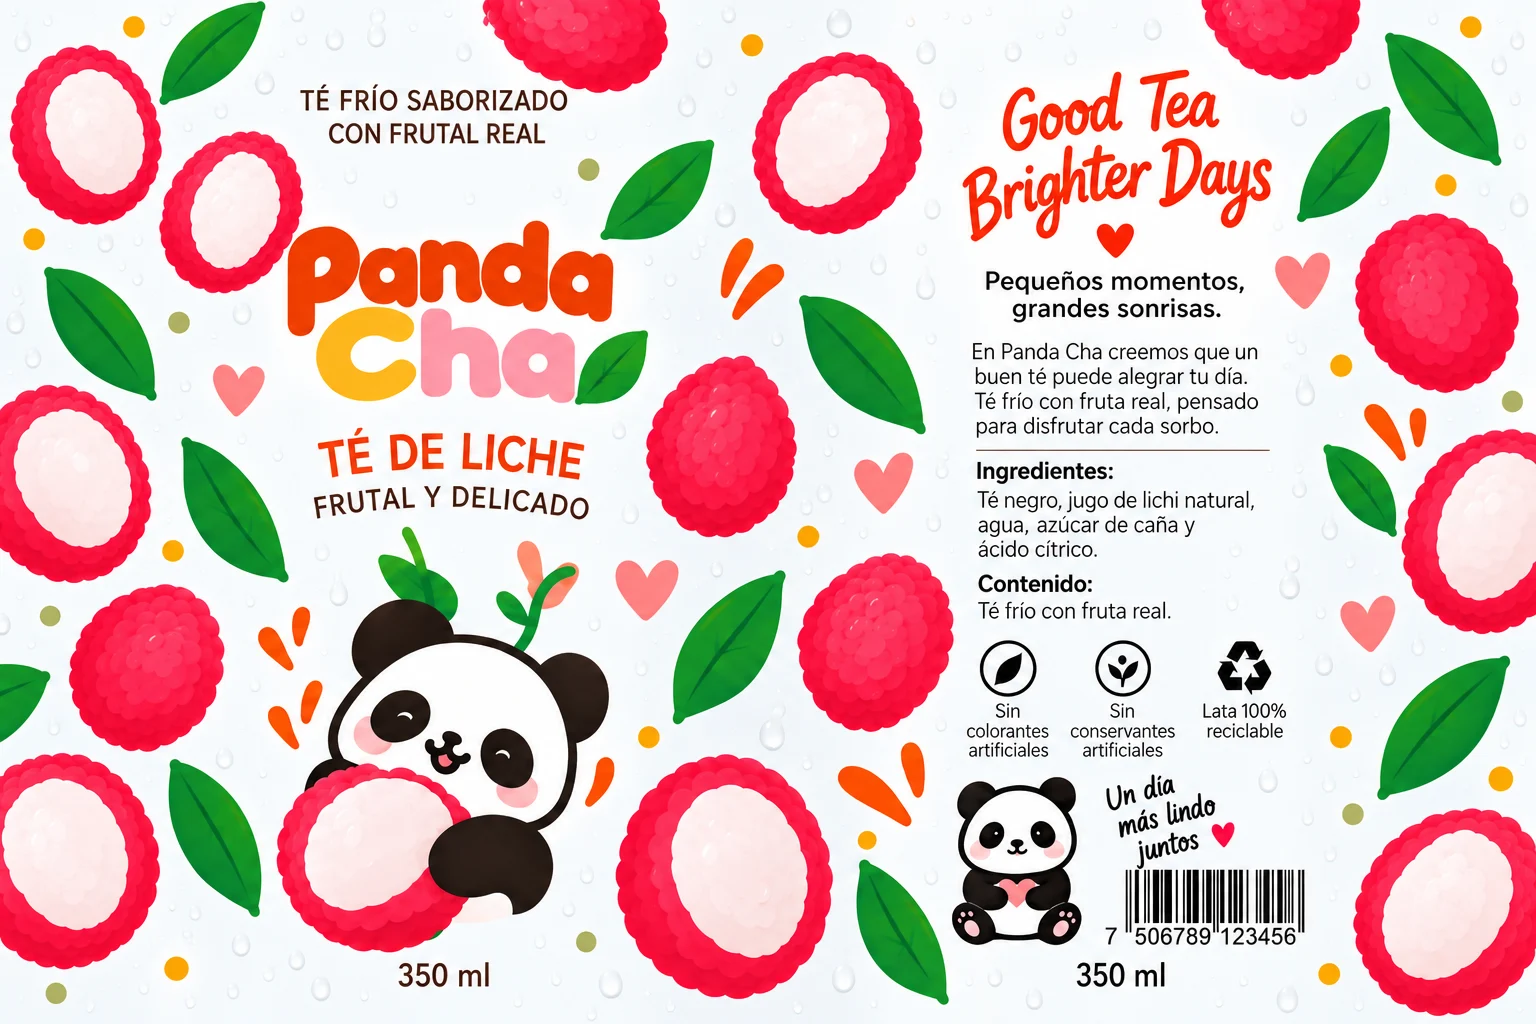 TÉ FRÍO SABORIZADO
CON FRUTAL REAL
Panda
Cha
TÉ DE LICHE
FRUTAL Y DELICADO
350 ml
Good Tea
Brighter Days
Pequeños momentos,
grandes sonrisas.
En Panda Cha creemos que un
buen té puede alegrar tu día.
Té frío con fruta real, pensado
para disfrutar cada sorbo.
Ingredientes:
Té negro, jugo de lichi natural,
agua, azúcar de caña y
ácido cítrico.
Contenido:
Té frío con fruta real.
Sin
colorantes
artificiales
Sin
conservantes
artificiales
Lata 100%
reciclable
Un día
más lindo
juntos
7 506789 123456
350 ml